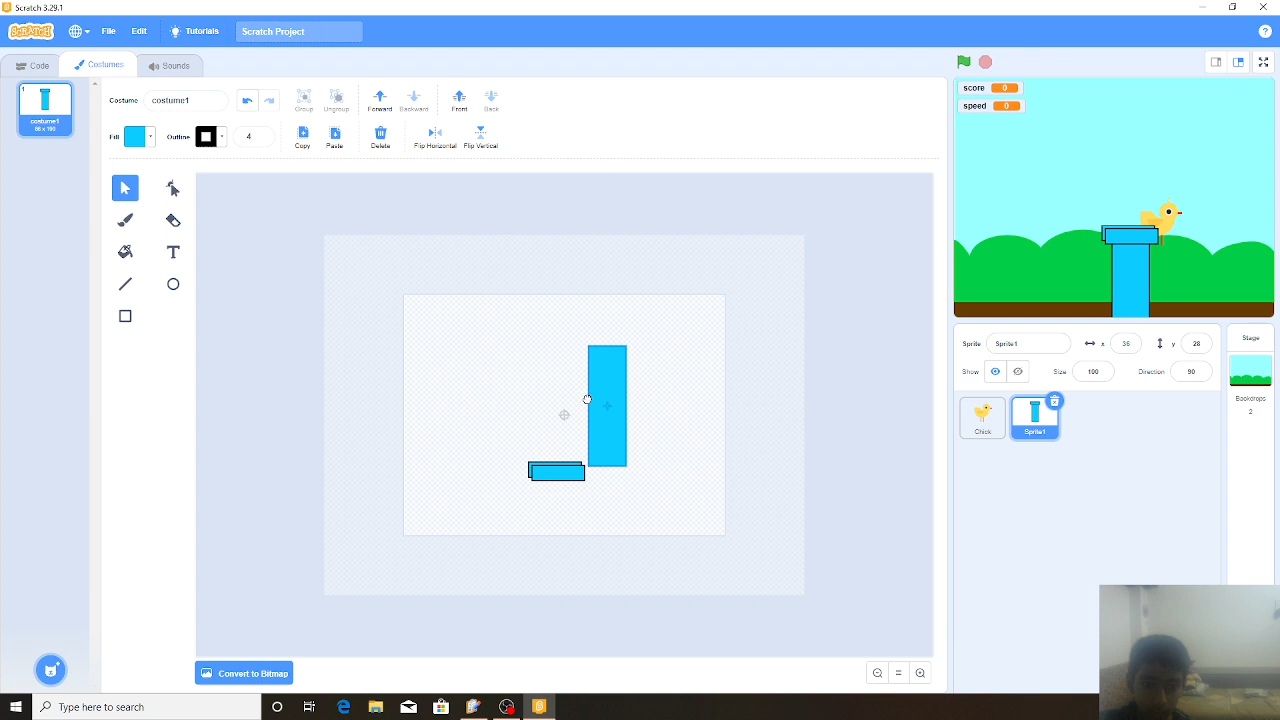 Scratch 3.29.1
SCRATCH
File
Edit
Tutorials
Scratch Project
Code
Costumes
Sounds
1
costume1
66 x 190
Costume
costume1
Group
Ungroup
Forward
Backward
Front
Back
Fill
Outline
4
Copy
Paste
Delete
Flip Horizontal
Flip Vertical
score 0
speed 0
Sprite
Sprite1
x
36
y
28
Show
Size
100
Direction
90
Stage
Backdrops
2
Chick
Sprite1
Convert to Bitmap
Type here to search